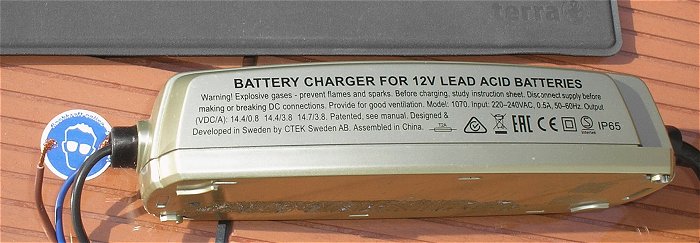 terra
BATTERY CHARGER FOR 12V LEAD ACID BATTERIES
Warning! Explosive gases - prevent flames and sparks. Before charging, study instruction sheet. Disconnect supply before
making or breaking DC connections. Provide for good ventilation. Model: 1070. Input: 220–240VAC, 0.5A, 50–60Hz. Output
(VDC/A): 14.4/0.8 14.4/3.8 14.7/3.8. Patented, see manual. Designed &
Developed in Sweden by CTEK Sweden AB. Assembled in China.
EAC CE IP65